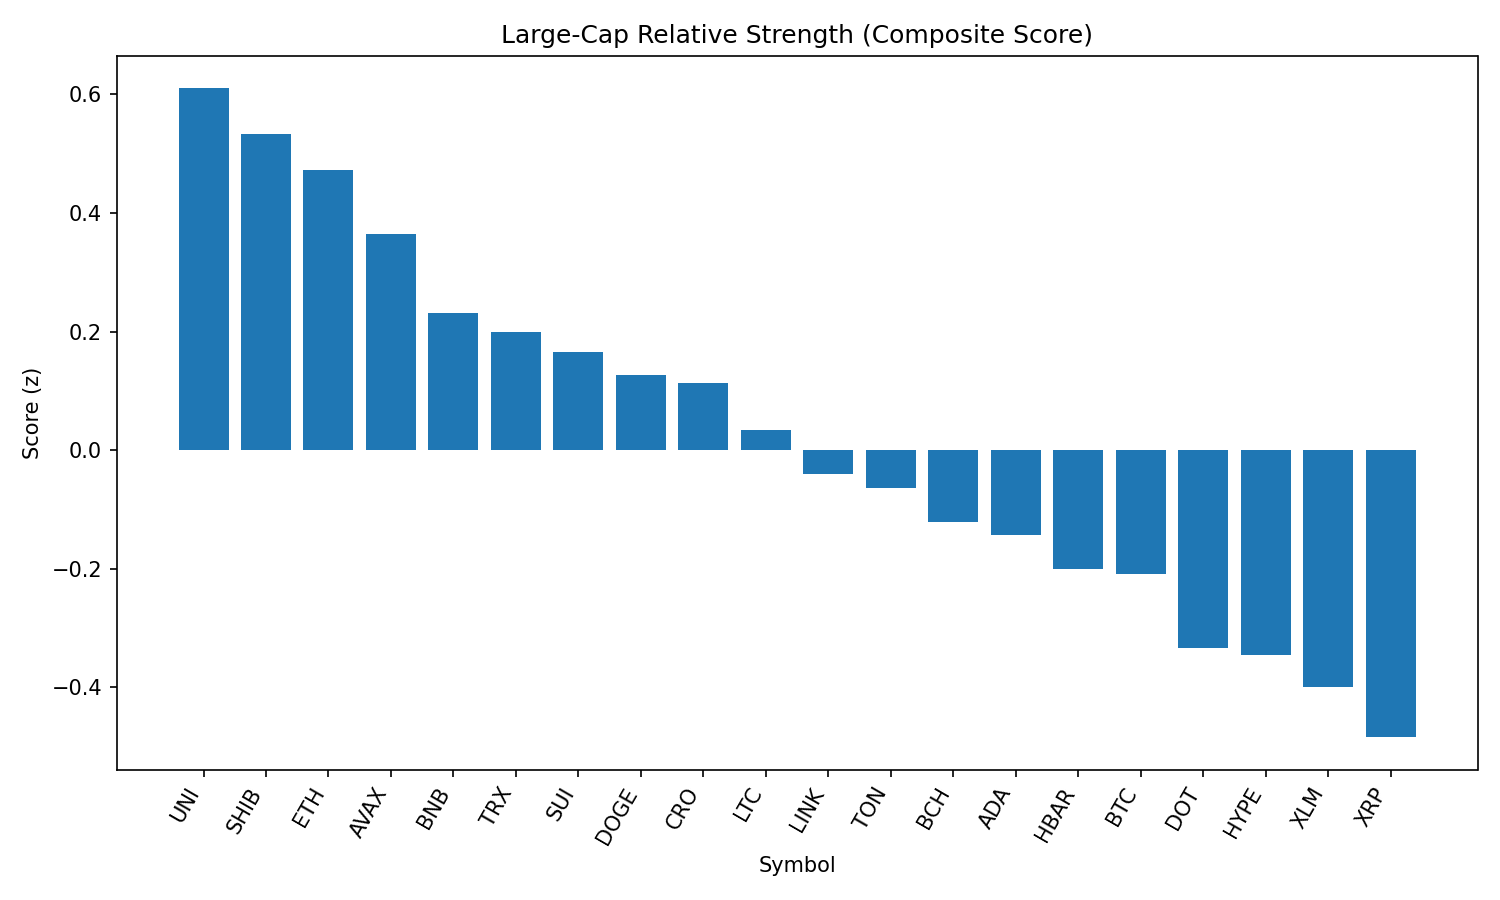 Large-Cap Relative Strength (Composite Score)
Score (z)
0.6
0.4
0.2
0.0
−0.2
−0.4
UNI
SHIB
ETH
AVAX
BNB
TRX
SUI
DOGE
CRO
LTC
LINK
TON
BCH
ADA
HBAR
BTC
DOT
HYPE
XLM
XRP
Symbol